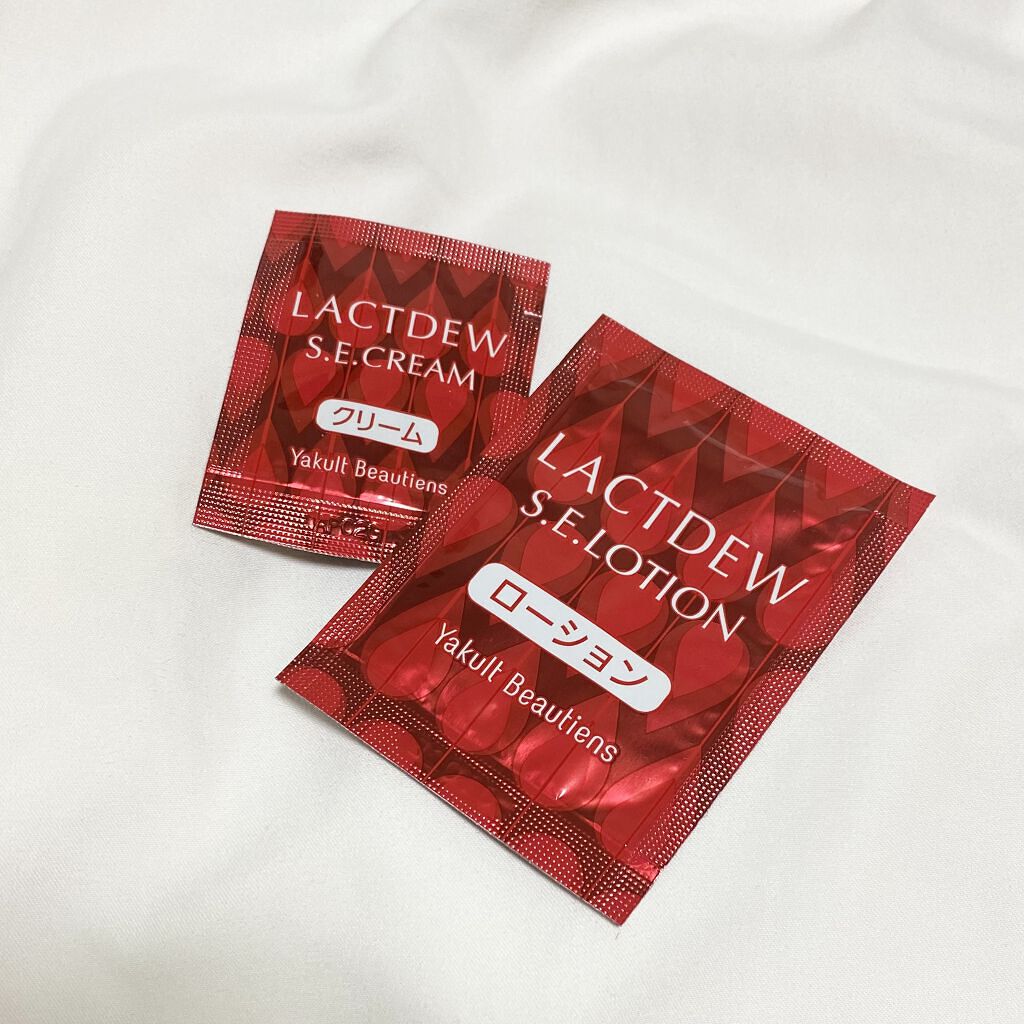 LACTDEW
S.E.CREAM
クリーム
Yakult Beautiens
LACTDEW
S.E.LOTION
ローション
Yakult Beautiens